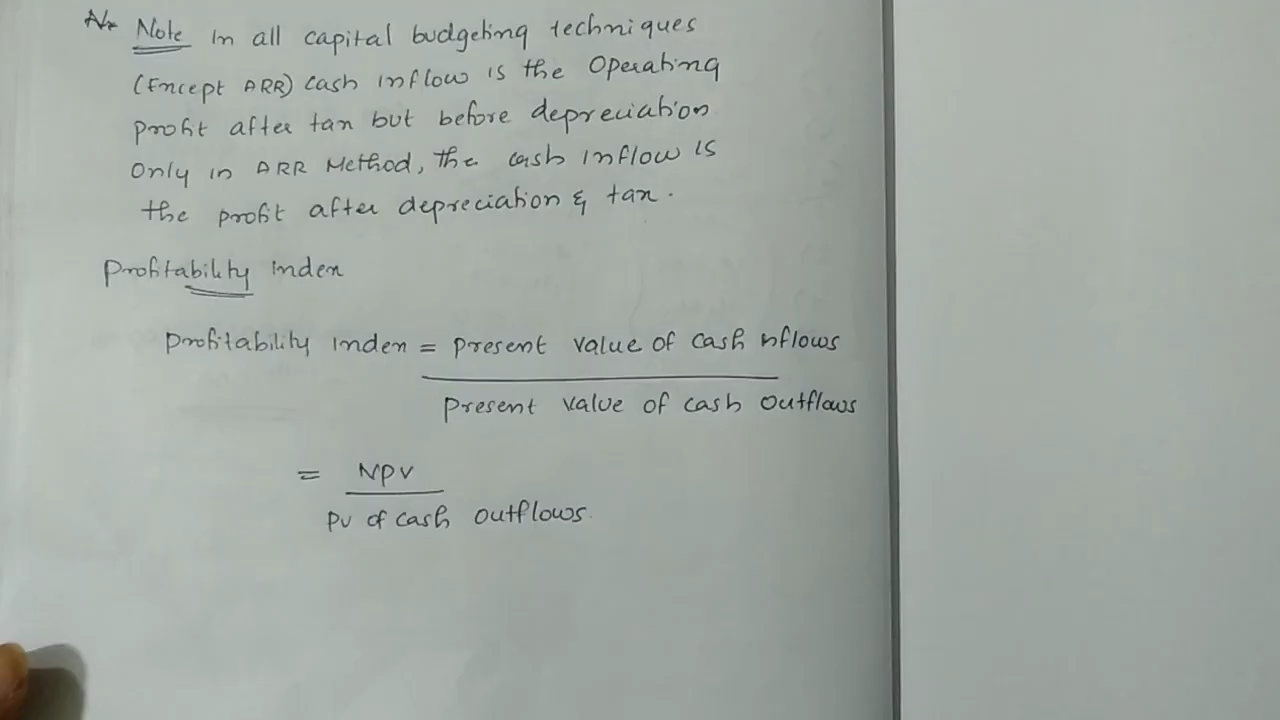 Nx Note In all capital budgeting techniques
(Except ARR) cash inflow is the Operating
profit after tax but before depreciation.
Only in ARR Method, the cash inflow is
the profit after depreciation & tax.
Profitability index
Profitability index = present value of cash nflows
present value of cash outflows
= NPV
PV of cash outflows.